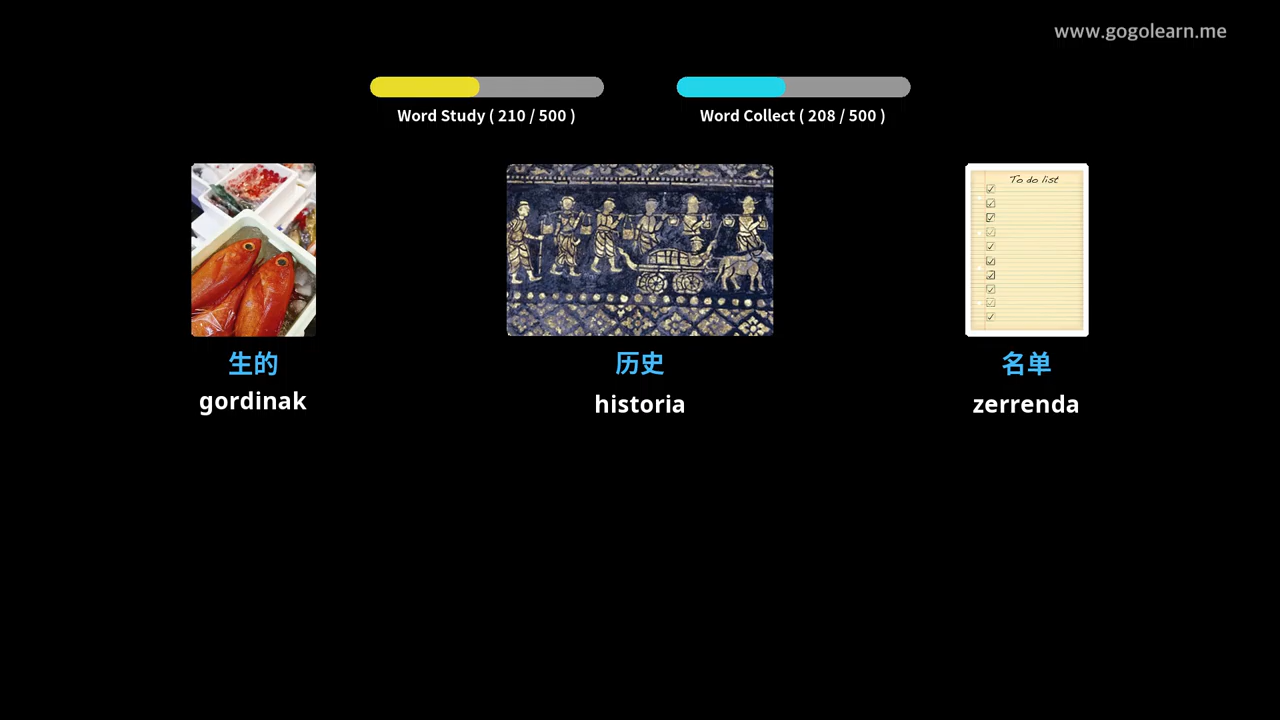 www.gogolearn.me
Word Study ( 210 / 500 )
Word Collect ( 208 / 500 )
To do list
生的
历史
名单
gordinak
historia
zerrenda